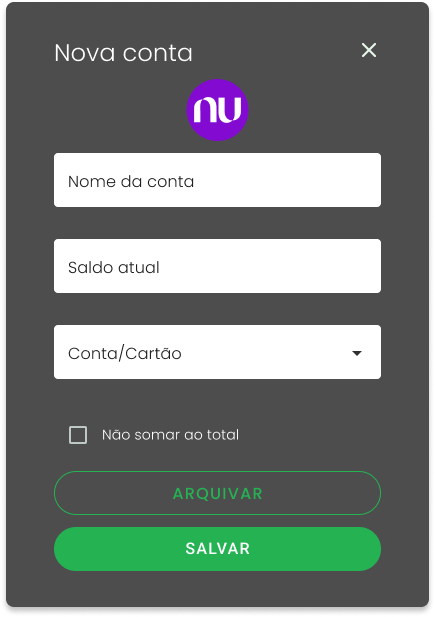 Nova conta
nu
Nome da conta
Saldo atual
Conta/Cartão
Não somar ao total
ARQUIVAR
SALVAR